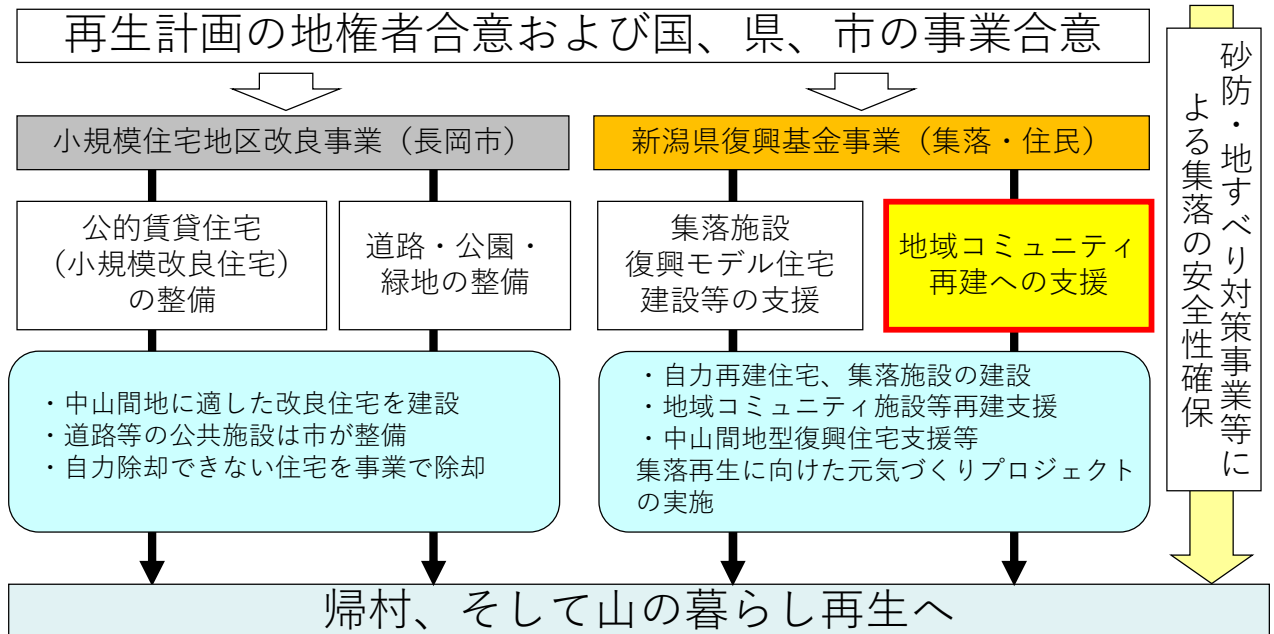 再生計画の地権者合意および国、県、市の事業合意
小規模住宅地区改良事業（長岡市）
公的賃貸住宅
（小規模改良住宅）
の整備
道路・公園・
緑地の整備
・中山間地に適した改良住宅を建設
・道路等の公共施設は市が整備
・自力除却できない住宅を事業で除却
新潟県復興基金事業（集落・住民）
集落施設
復興モデル住宅
建設等の支援
地域コミュニティ
再建への支援
・自力再建住宅、集落施設の建設
・地域コミュニティ施設等再建支援
・中山間地型復興住宅支援等
集落再生に向けた元気づくりプロジェクト
の実施
砂防・地すべり対策事業等に
よる集落の安全性確保
帰村、そして山の暮らし再生へ